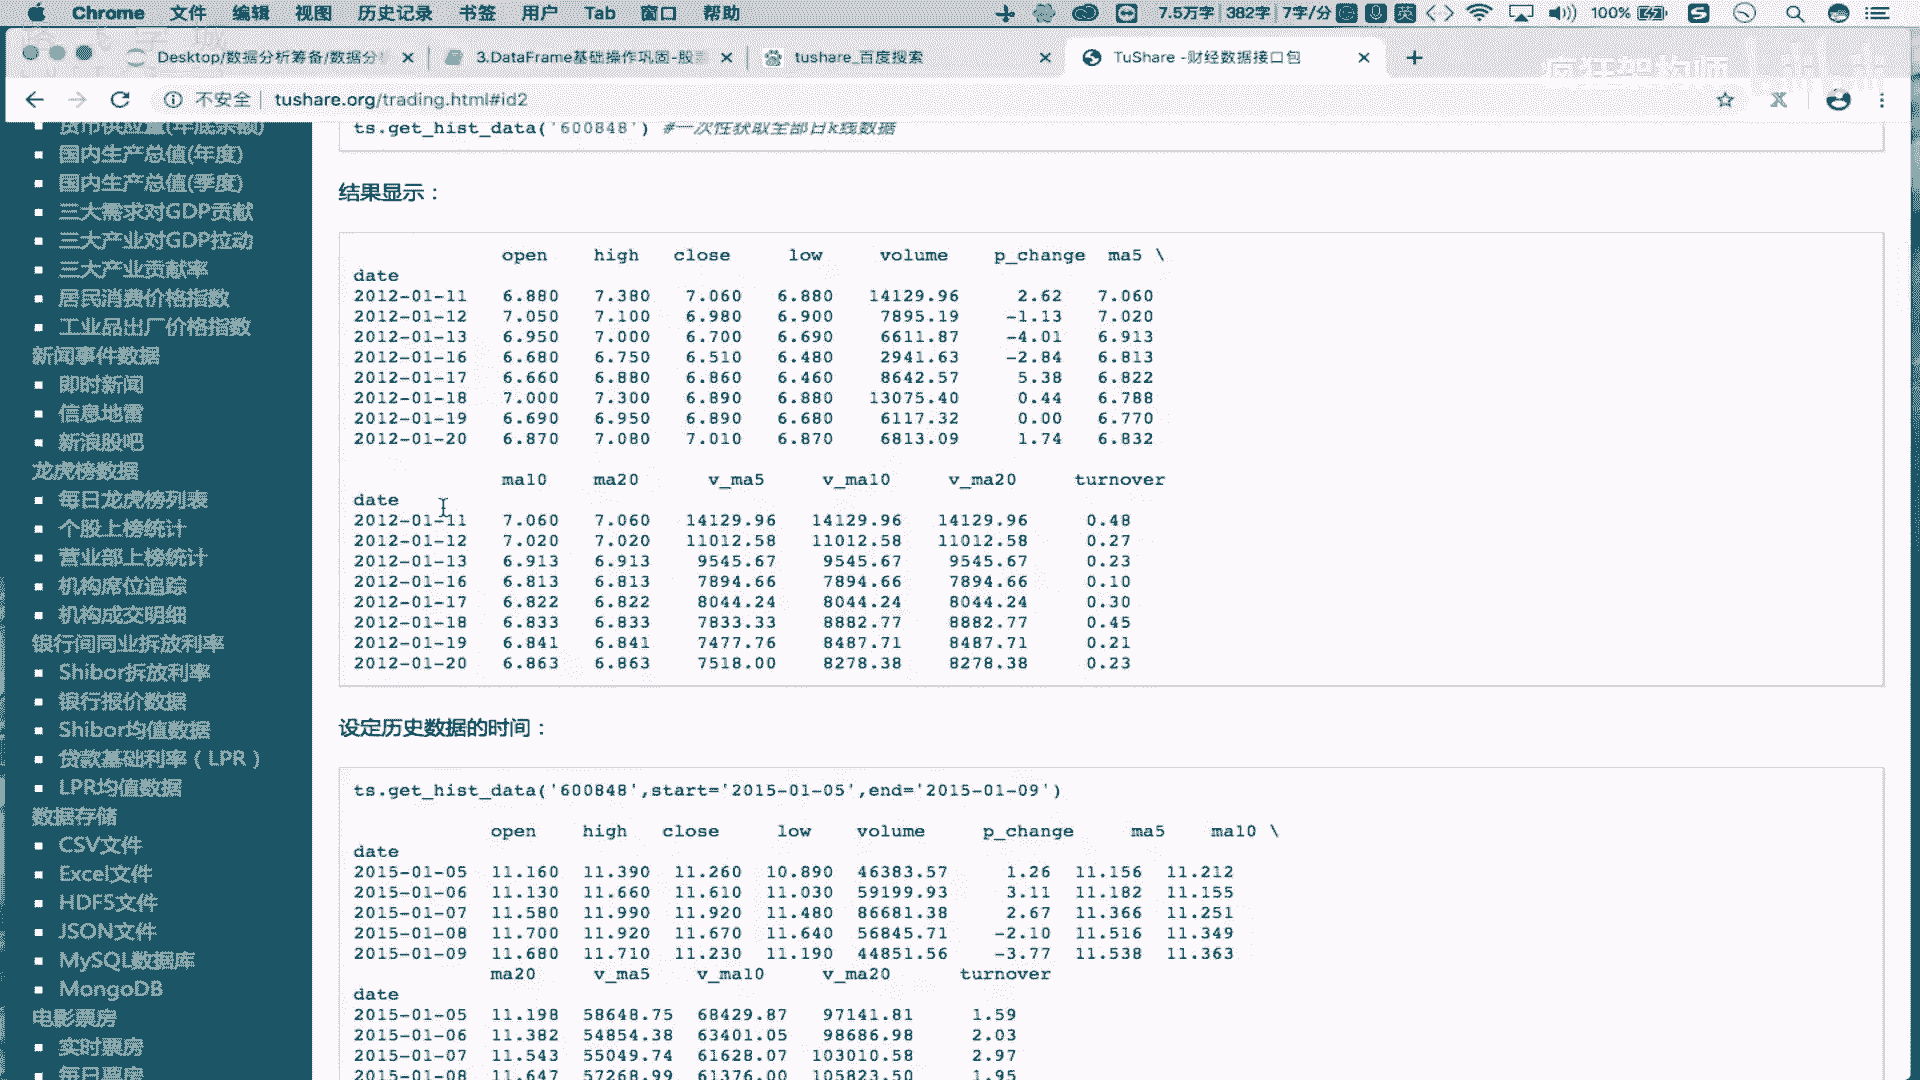 Chrome 文件 编辑 视图 历史记录 书签 用户 Tab 窗口 帮助 7.5万字 382字 7字/分 英 100%
Desktop/数据分析筹备/数据分 3.DataFrame基础操作巩固-股 tushare_百度搜索 TuShare -财经数据接口包
疯狂架构师
不安全 tushare.org/trading.html#id2
货币供应量(年底余额)
国内生产总值(年度)
国内生产总值(季度)
三大需求对GDP贡献
三大产业对GDP拉动
三大产业贡献率
居民消费价格指数
工业品出厂价格指数
新闻事件数据
即时新闻
信息地雷
新浪股吧
龙虎榜数据
每日龙虎榜列表
个股上榜统计
营业部上榜统计
机构席位追踪
机构成交明细
银行间同业拆放利率
Shibor拆放利率
银行报价数据
Shibor均值数据
贷款基础利率（LPR）
LPR均值数据
数据存储
CSV文件
Excel文件
HDF5文件
JSON文件
MySQL数据库
MongoDB
电影票房
实时票房
每日票房
ts.get_hist_data('600848') #一次性获取全部日k线数据
结果显示：
open high close low volume p_change ma5 \
date
2012-01-11 6.880 7.380 7.060 6.880 14129.96 2.62 7.060
2012-01-12 7.050 7.100 6.980 6.900 7895.19 -1.13 7.020
2012-01-13 6.950 7.000 6.700 6.690 6611.87 -4.01 6.913
2012-01-16 6.680 6.750 6.510 6.480 2941.63 -2.84 6.813
2012-01-17 6.660 6.880 6.860 6.460 8642.57 5.38 6.822
2012-01-18 7.000 7.300 6.890 6.880 13075.40 0.44 6.788
2012-01-19 6.690 6.950 6.890 6.680 6117.32 0.00 6.770
2012-01-20 6.870 7.080 7.010 6.870 6813.09 1.74 6.832
ma10 ma20 v_ma5 v_ma10 v_ma20 turnover
date
2012-01-11 7.060 7.060 14129.96 14129.96 14129.96 0.48
2012-01-12 7.020 7.020 11012.58 11012.58 11012.58 0.27
2012-01-13 6.913 6.913 9545.67 9545.67 9545.67 0.23
2012-01-16 6.813 6.813 7894.66 7894.66 7894.66 0.10
2012-01-17 6.822 6.822 8044.24 8044.24 8044.24 0.30
2012-01-18 6.833 6.833 7833.33 8882.77 8882.77 0.45
2012-01-19 6.841 6.841 7477.76 8487.71 8487.71 0.21
2012-01-20 6.863 6.863 7518.00 8278.38 8278.38 0.23
设定历史数据的时间：
ts.get_hist_data('600848',start='2015-01-05',end='2015-01-09')
open high close low volume p_change ma5 ma10 \
date
2015-01-05 11.160 11.390 11.260 10.890 46383.57 1.26 11.156 11.212
2015-01-06 11.130 11.660 11.610 11.030 59199.93 3.11 11.182 11.155
2015-01-07 11.580 11.990 11.920 11.480 86681.38 2.67 11.366 11.251
2015-01-08 11.700 11.920 11.670 11.640 56845.71 -2.10 11.516 11.349
2015-01-09 11.680 11.710 11.230 11.190 44851.56 -3.77 11.538 11.363
ma20 v_ma5 v_ma10 v_ma20 turnover
date
2015-01-05 11.198 58648.75 68429.87 97141.81 1.59
2015-01-06 11.382 54854.38 63401.05 98686.98 2.03
2015-01-07 11.543 55049.74 61628.07 103010.58 2.97
2015-01-08 11.647 57268.99 61376.00 105823.50 1.95